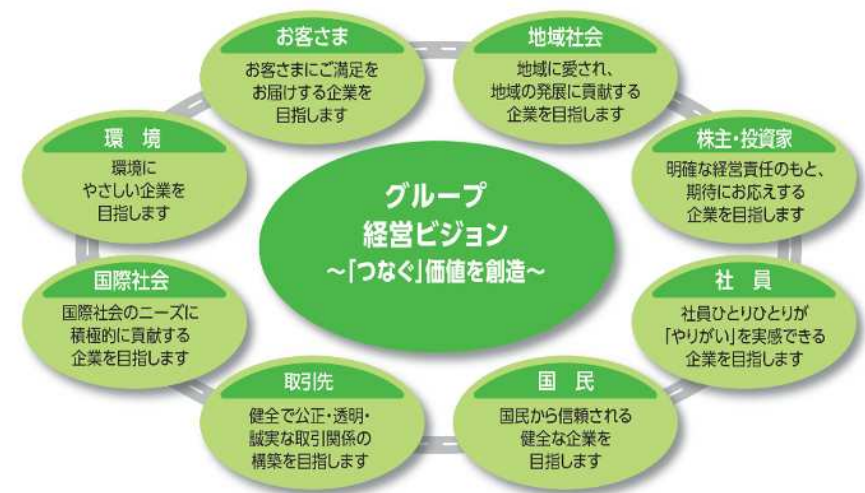 お客さま
お客さまにご満足を
お届けする企業を
目指します
地域社会
地域に愛され、
地域の発展に貢献する
企業を目指します
株主・投資家
明確な経営責任のもと、
期待にお応えする
企業を目指します
社　員
社員ひとりひとりが
「やりがい」を実感できる
企業を目指します
国　民
国民から信頼される
健全な企業を
目指します
取引先
健全で公正・透明・
誠実な取引関係の
構築を目指します
国際社会
国際社会のニーズに
積極的に貢献する
企業を目指します
環　境
環境に
やさしい企業を
目指します
グループ
経営ビジョン
～「つなぐ」価値を創造～